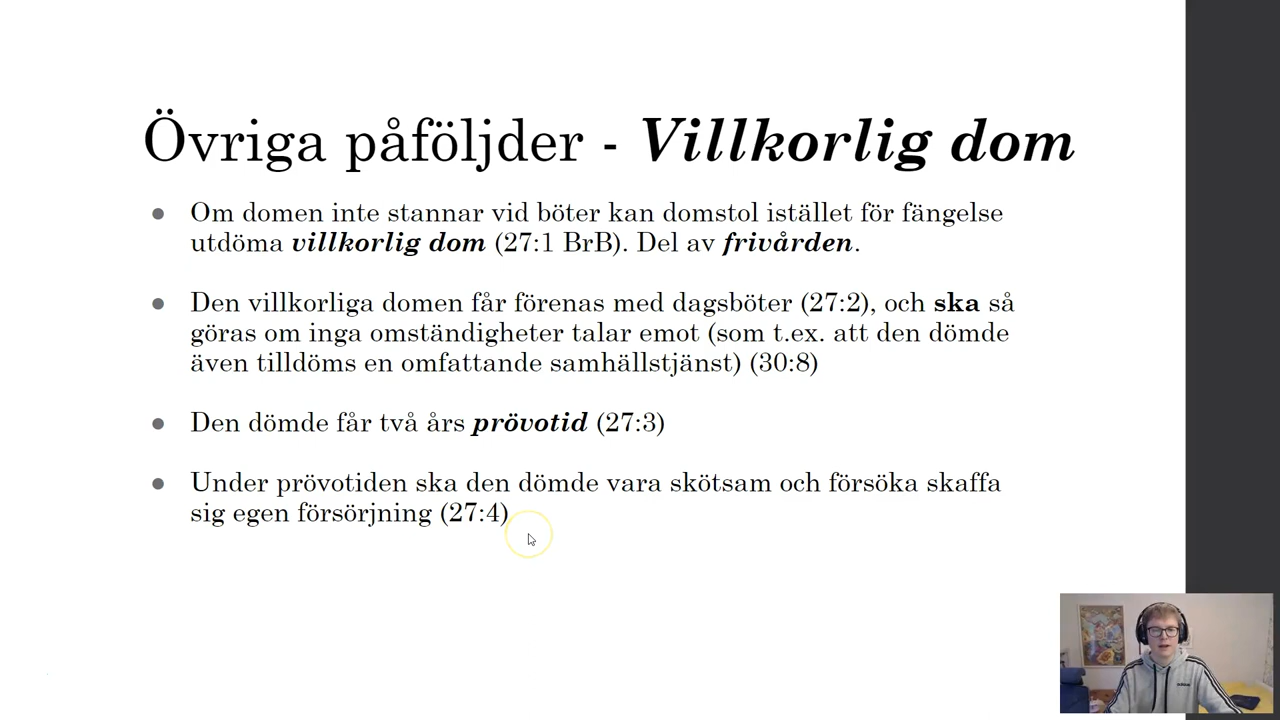 Övriga påföljder - Villkorlig dom
● Om domen inte stannar vid böter kan domstol istället för fängelse
utdöma villkorlig dom (27:1 BrB). Del av frivården.
● Den villkorliga domen får förenas med dagsböter (27:2), och ska så
göras om inga omständigheter talar emot (som t.ex. att den dömde
även tilldöms en omfattande samhällstjänst) (30:8)
● Den dömde får två års prövotid (27:3)
● Under prövotiden ska den dömde vara skötsam och försöka skaffa
sig egen försörjning (27:4)